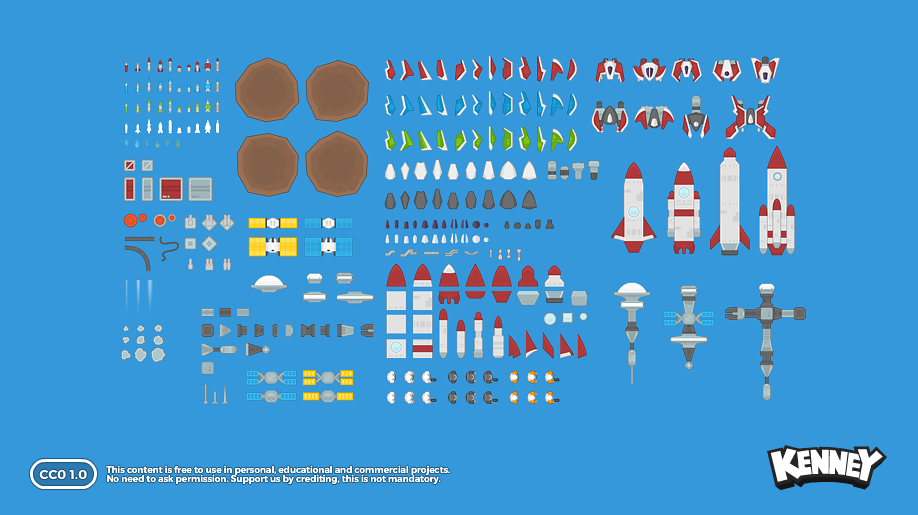 CC0 1.0
This content is free to use in personal, educational and commercial projects.
No need to ask permission. Support us by crediting, this is not mandatory.
KENNEY